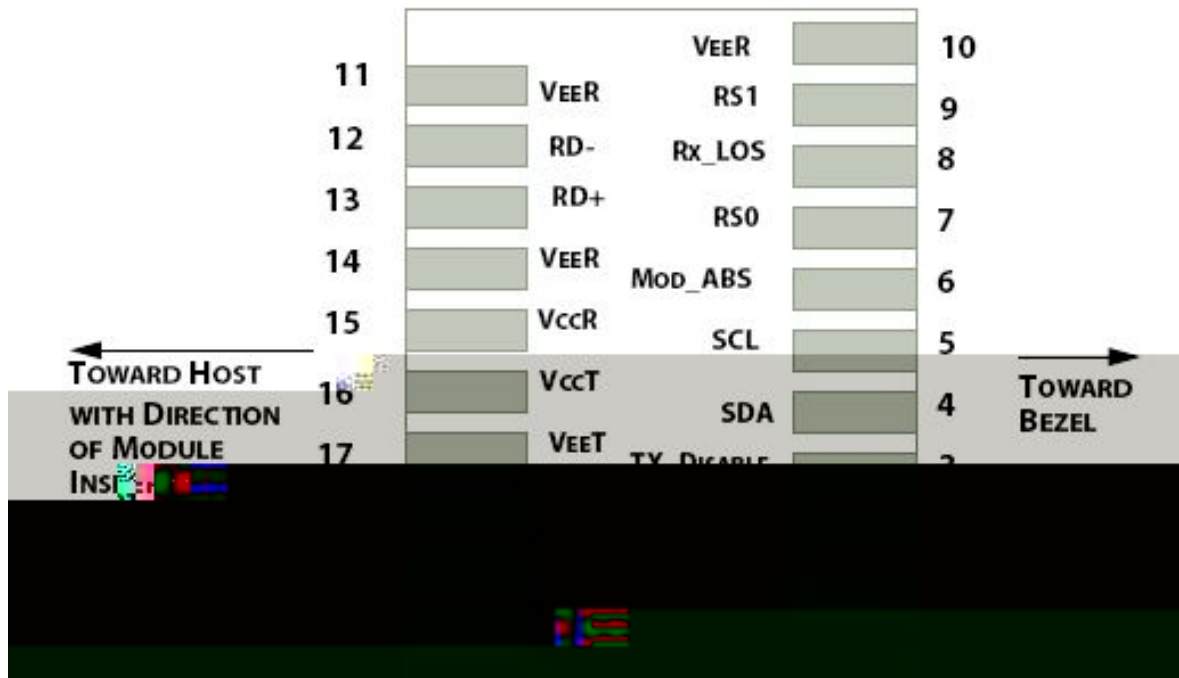 VEER 10
11 VEER
RS1 9
12 RD-
Rx_LOS 8
13 RD+
RS0 7
14 VEER
MOD_ABS 6
15 VCCR
SCL 5
TOWARD HOST
WITH DIRECTION
OF MODULE
16 VCCT
SDA 4
TOWARD
BEZEL
17 VEET
TX_DISABLE